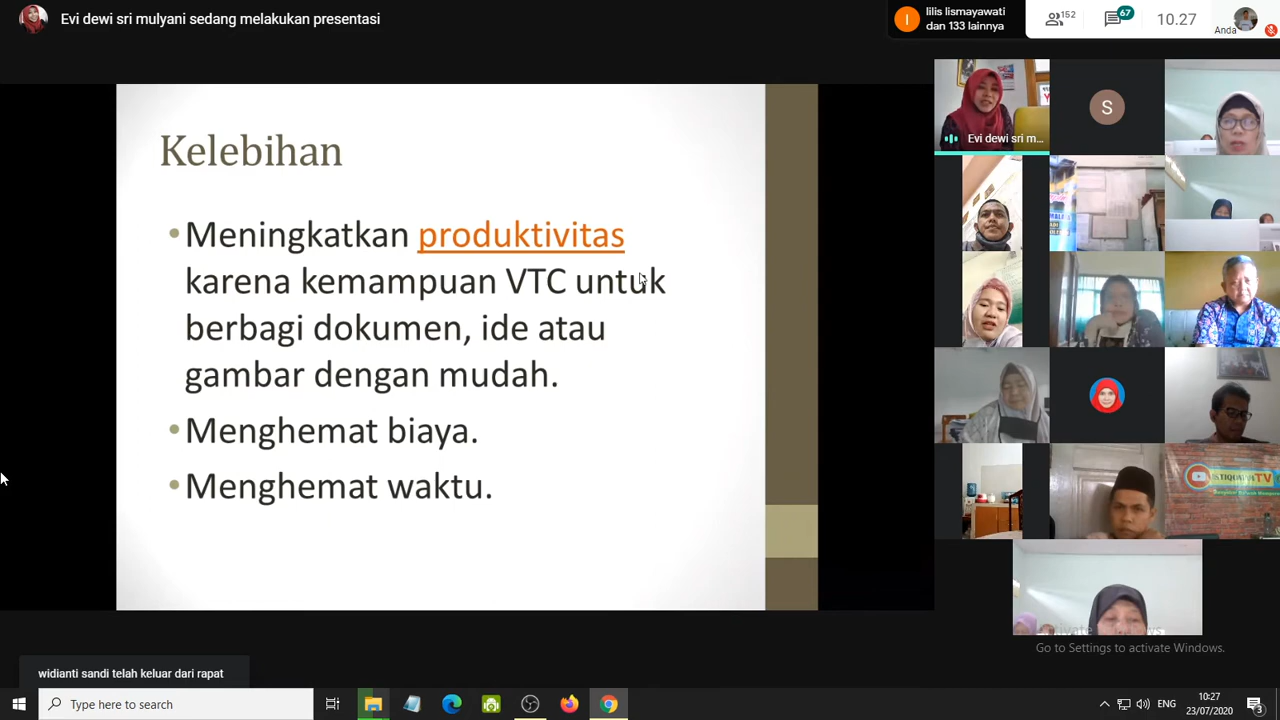 Evi dewi sri mulyani sedang melakukan presentasi
lilis lismayawati
dan 133 lainnya
152
67
10.27
Anda
Kelebihan
• Meningkatkan produktivitas
karena kemampuan VTC untuk
berbagi dokumen, ide atau
gambar dengan mudah.
• Menghemat biaya.
• Menghemat waktu.
Evi dewi sri m...
S
TV
Go to Settings to activate Windows.
widianti sandi telah keluar dari rapat
Type here to search
ENG
10:27
23/07/2020
3